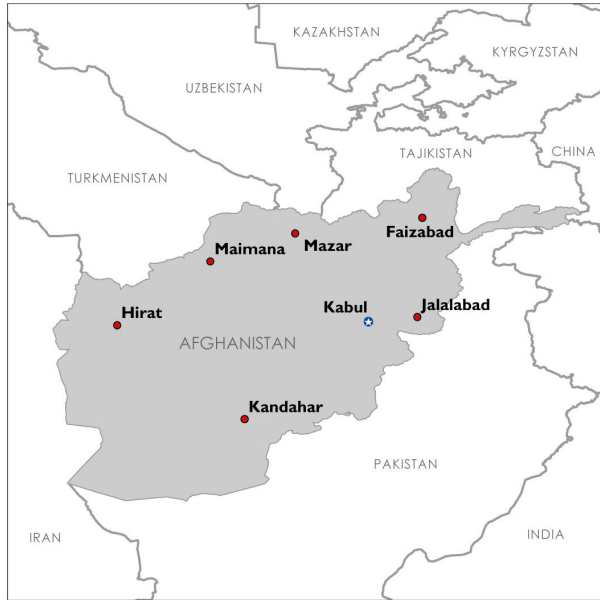 KAZAKHSTAN
KYRGYZSTAN
UZBEKISTAN
TAJIKISTAN
CHINA
TURKMENISTAN
Faizabad
Mazar
Maimana
Kabul
Jalalabad
Hirat
AFGHANISTAN
Kandahar
PAKISTAN
IRAN
INDIA